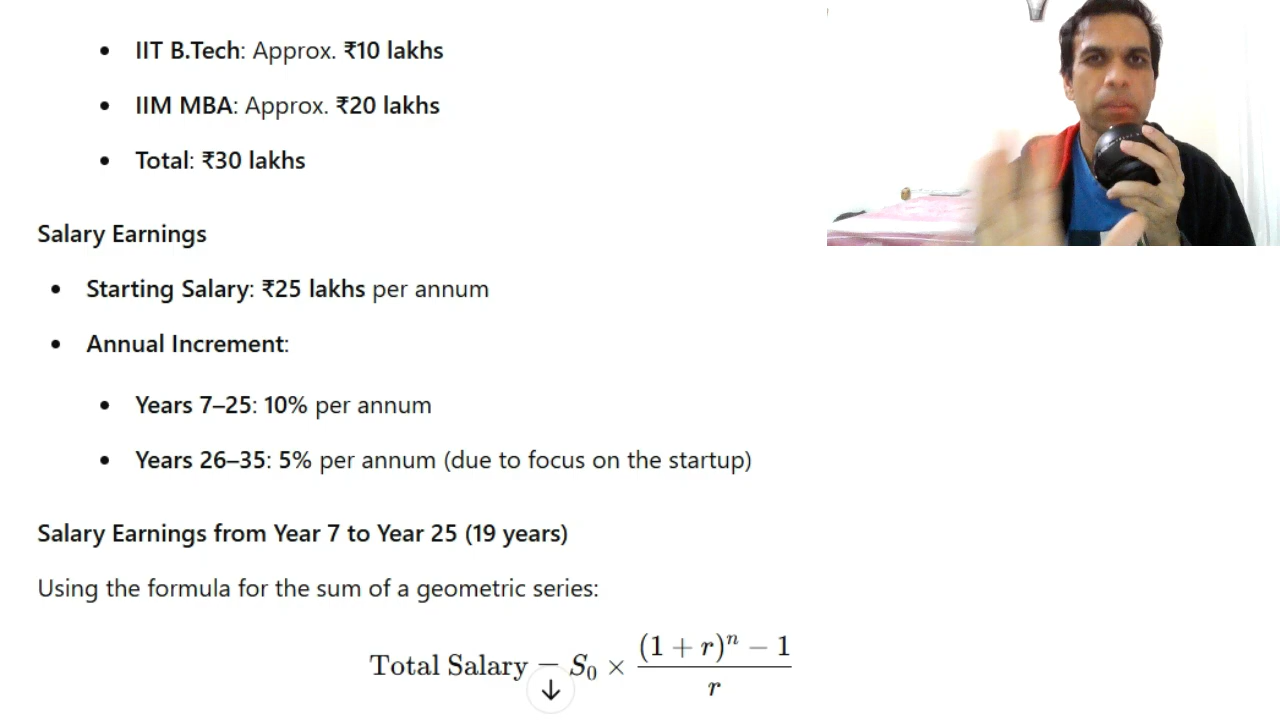 IIT B.Tech: Approx. ₹10 lakhs
IIM MBA: Approx. ₹20 lakhs
Total: ₹30 lakhs
Salary Earnings
Starting Salary: ₹25 lakhs per annum
Annual Increment:
Years 7–25: 10% per annum
Years 26–35: 5% per annum (due to focus on the startup)
Salary Earnings from Year 7 to Year 25 (19 years)
Using the formula for the sum of a geometric series:
Total Salary = S₀ × ((1 + r)ⁿ − 1) / r